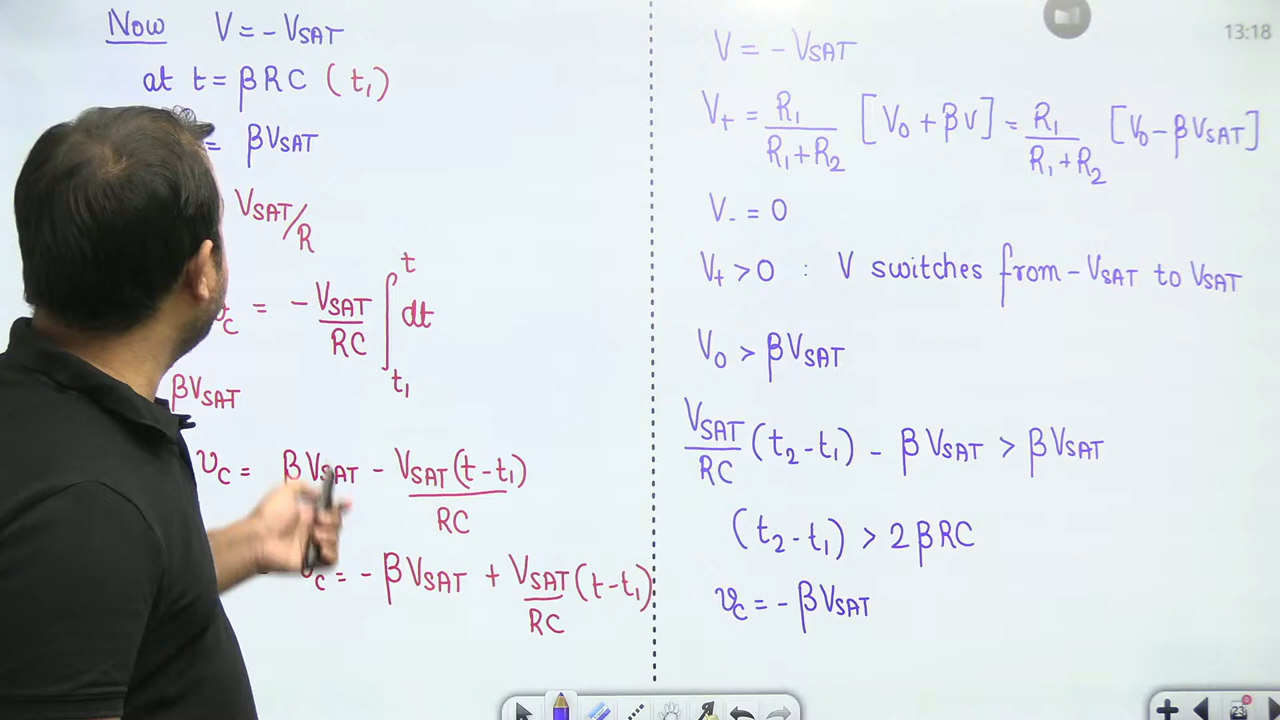 Now V = - VSAT
at t = βRC (t1)
= βVSAT
VSAT/R
= -VSAT/RC ∫ t1 t dt
βVSAT
vc = βVSAT - VSAT(t-t1)/RC
vc = - βVSAT + VSAT/RC (t-t1)
V = - VSAT
V+ = R1/(R1+R2) [V0 + βV] = R1/(R1+R2) [V0 - βVSAT]
V- = 0
V+ > 0 : V switches from -VSAT to VSAT
V0 > βVSAT
VSAT/RC (t2-t1) - βVSAT > βVSAT
(t2-t1) > 2βRC
vc = - βVSAT
13:18
23